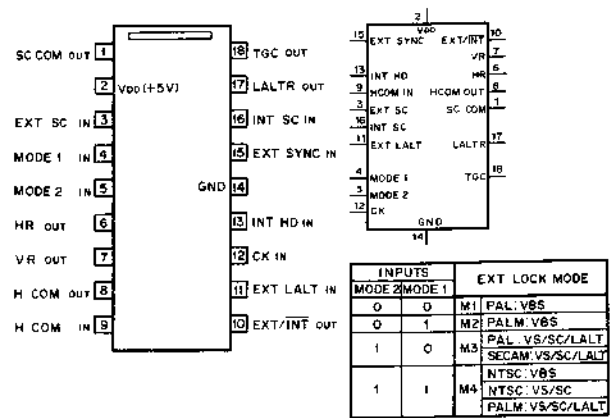 SC COM OUT 1
2 VDD (+5V)
EXT SC IN 3
MODE 1 IN 4
MODE 2 IN 5
HR OUT 6
VR OUT 7
H COM OUT 8
H COM IN 9
18 TGC OUT
17 LALTR OUT
16 INT SC IN
15 EXT SYNC IN
GND 14
13 INT HD IN
12 CK IN
11 EXT LALT IN
10 EXT/INT OUT
2
VDD
15 EXT SYNC
EXT/INT 10
VR 7
13 INT HD
HR 6
9 HCOM IN
HCOM OUT 8
3 EXT SC
SC COM 1
16 INT SC
11 EXT LALT
LALTR 17
4 MODE 1
TGC 18
MODE 2
12 CK
GND
14
INPUTS
EXT LOCK MODE
MODE 2 MODE 1
0 0 M1 PAL: VBS
0 1 M2 PALM: VBS
1 0 M3 PAL: VS/SC/LALT
SECAM: VS/SC/LALT
1 1 M4 NTSC: VBS
NTSC: VS/SC
PALM: VS/SC/LALT